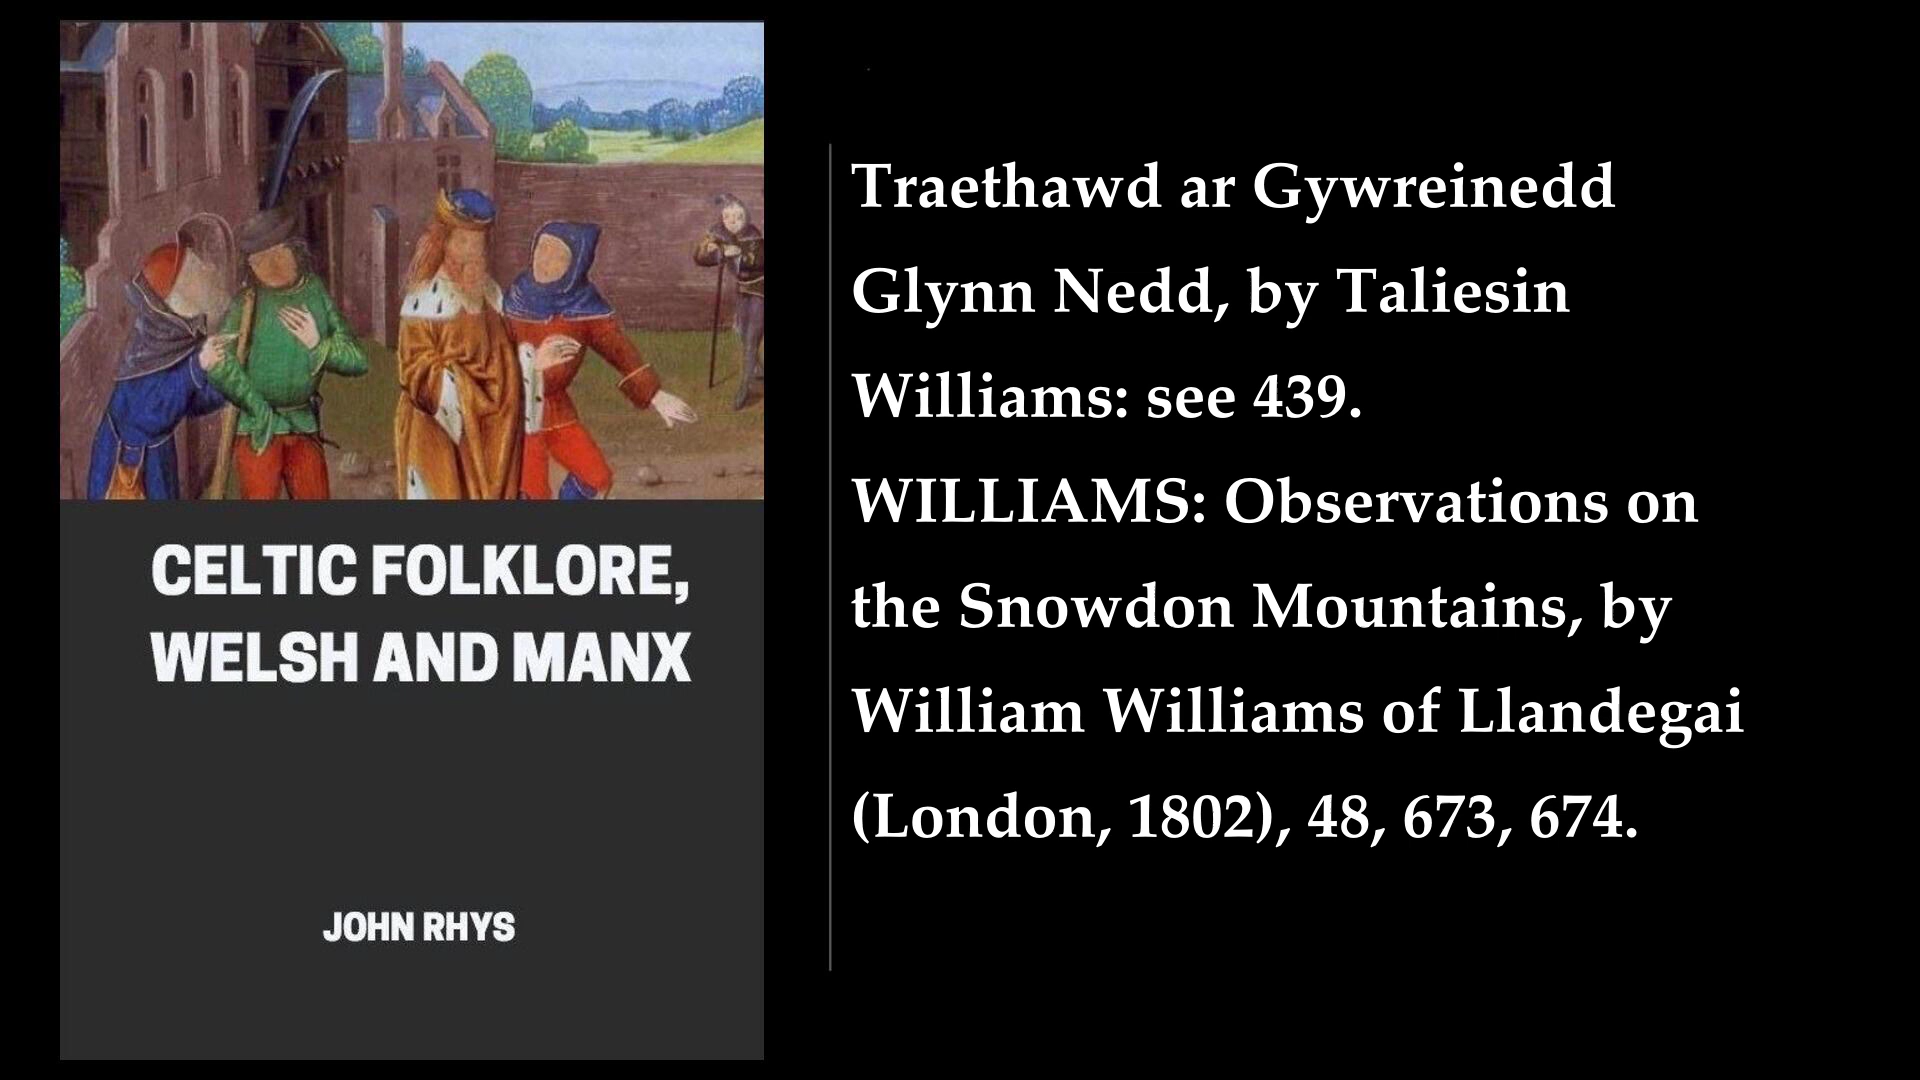 CELTIC FOLKLORE,
WELSH AND MANX
JOHN RHYS
Traethawd ar Gywreinedd
Glynn Nedd, by Taliesin
Williams: see 439.
WILLIAMS: Observations on
the Snowdon Mountains, by
William Williams of Llandegai
(London, 1802), 48, 673, 674.